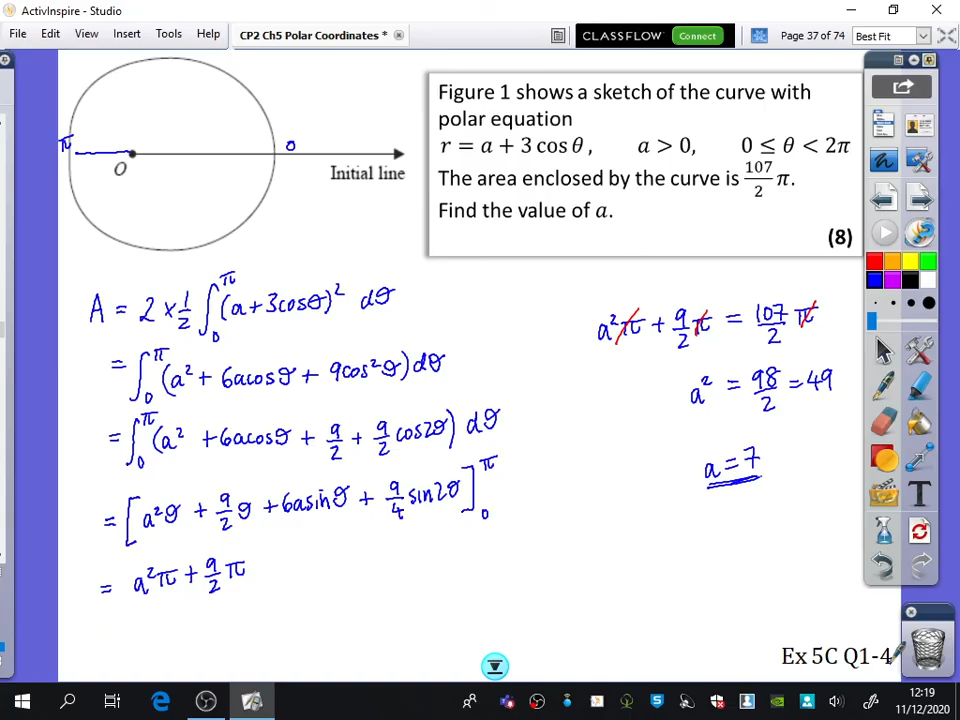 ActivInspire - Studio
File Edit View Insert Tools Help CP2 Ch5 Polar Coordinates * CLASSFLOW Connect Page 37 of 74 Best Fit
π
0
O
Initial line
Figure 1 shows a sketch of the curve with
polar equation
r = a + 3 cos θ , a > 0, 0 ≤ θ < 2π
The area enclosed by the curve is 107/2 π.
Find the value of a.
(8)
A = 2 × 1/2 ∫₀^π (a + 3cosθ)² dθ
= ∫₀^π (a² + 6acosθ + 9cos²θ) dθ
= ∫₀^π (a² + 6acosθ + 9/2 + 9/2 cos2θ) dθ
= [a²θ + 9/2 θ + 6asinθ + 9/4 sin2θ]₀^π
= a²π + 9/2 π
a²π + 9/2 π = 107/2 π
a² = 98/2 = 49
a = 7
Ex 5C Q1-4
12:19
11/12/2020